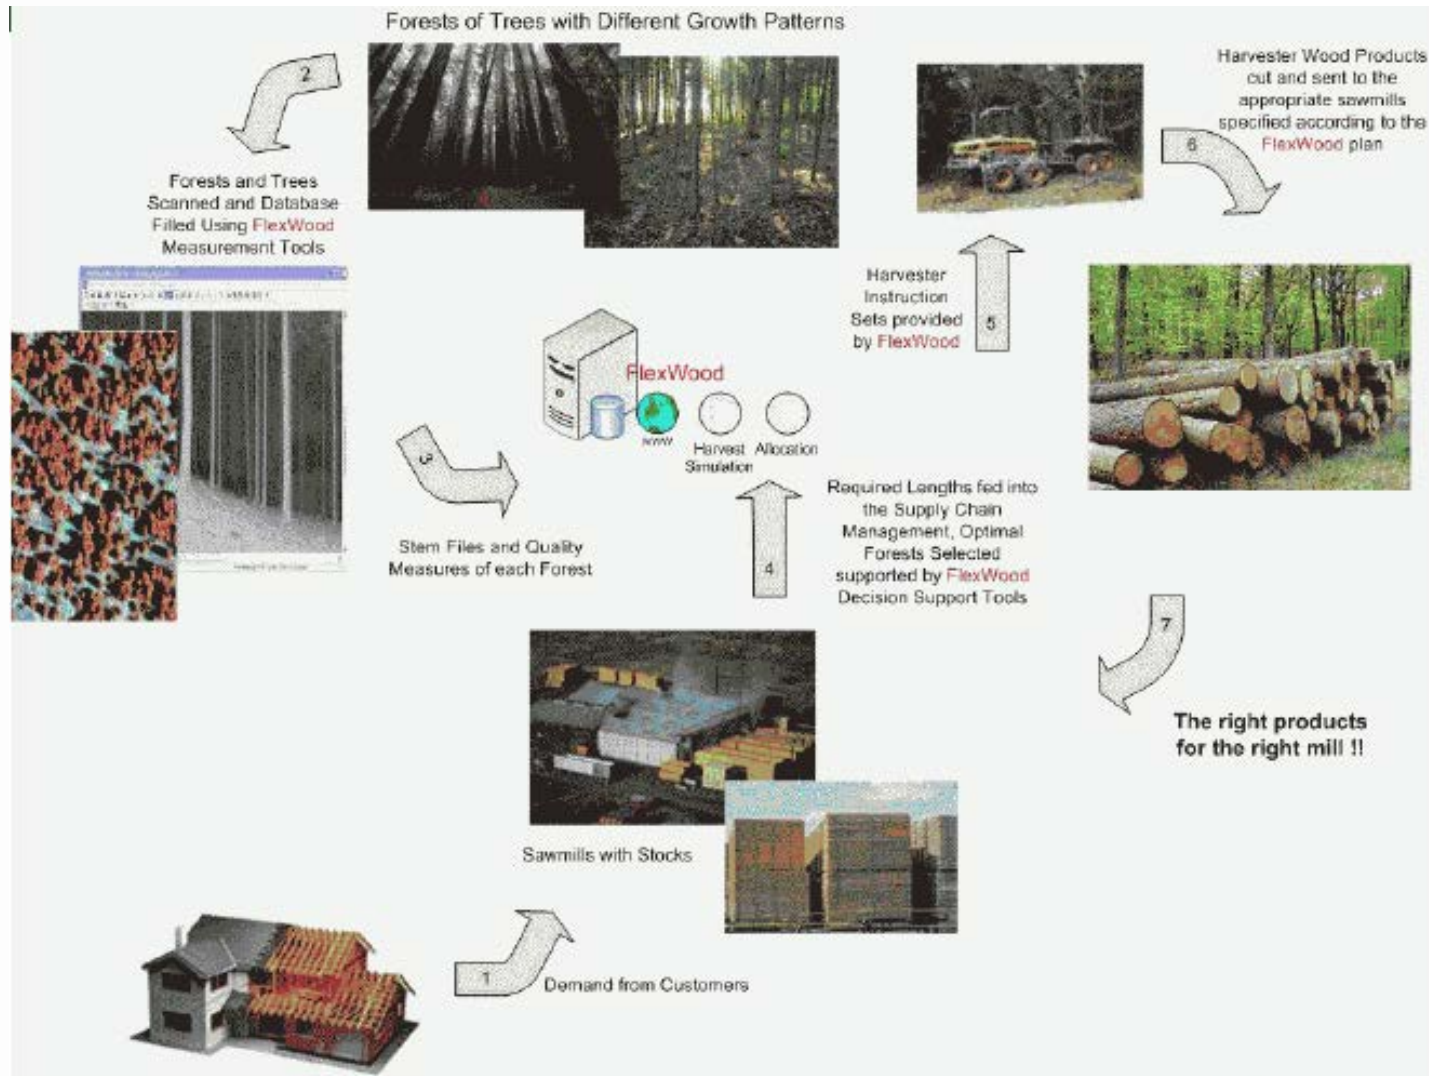 Forests of Trees with Different Growth Patterns
2
Forests and Trees
Scanned and Database
Filled Using FlexWood
Measurement Tools
3
Stem Files and Quality
Measures of each Forest
FlexWood
www
Harvest
Simulation
Allocation
4
Required Lengths fed into
the Supply Chain
Management, Optimal
Forests Selected
supported by FlexWood
Decision Support Tools
5
Harvester
Instruction
Sets provided
by FlexWood
6
Harvester Wood Products
cut and sent to the
appropriate sawmills
specified according to the
FlexWood plan
7
The right products
for the right mill !!
Sawmills with Stocks
1
Demand from Customers